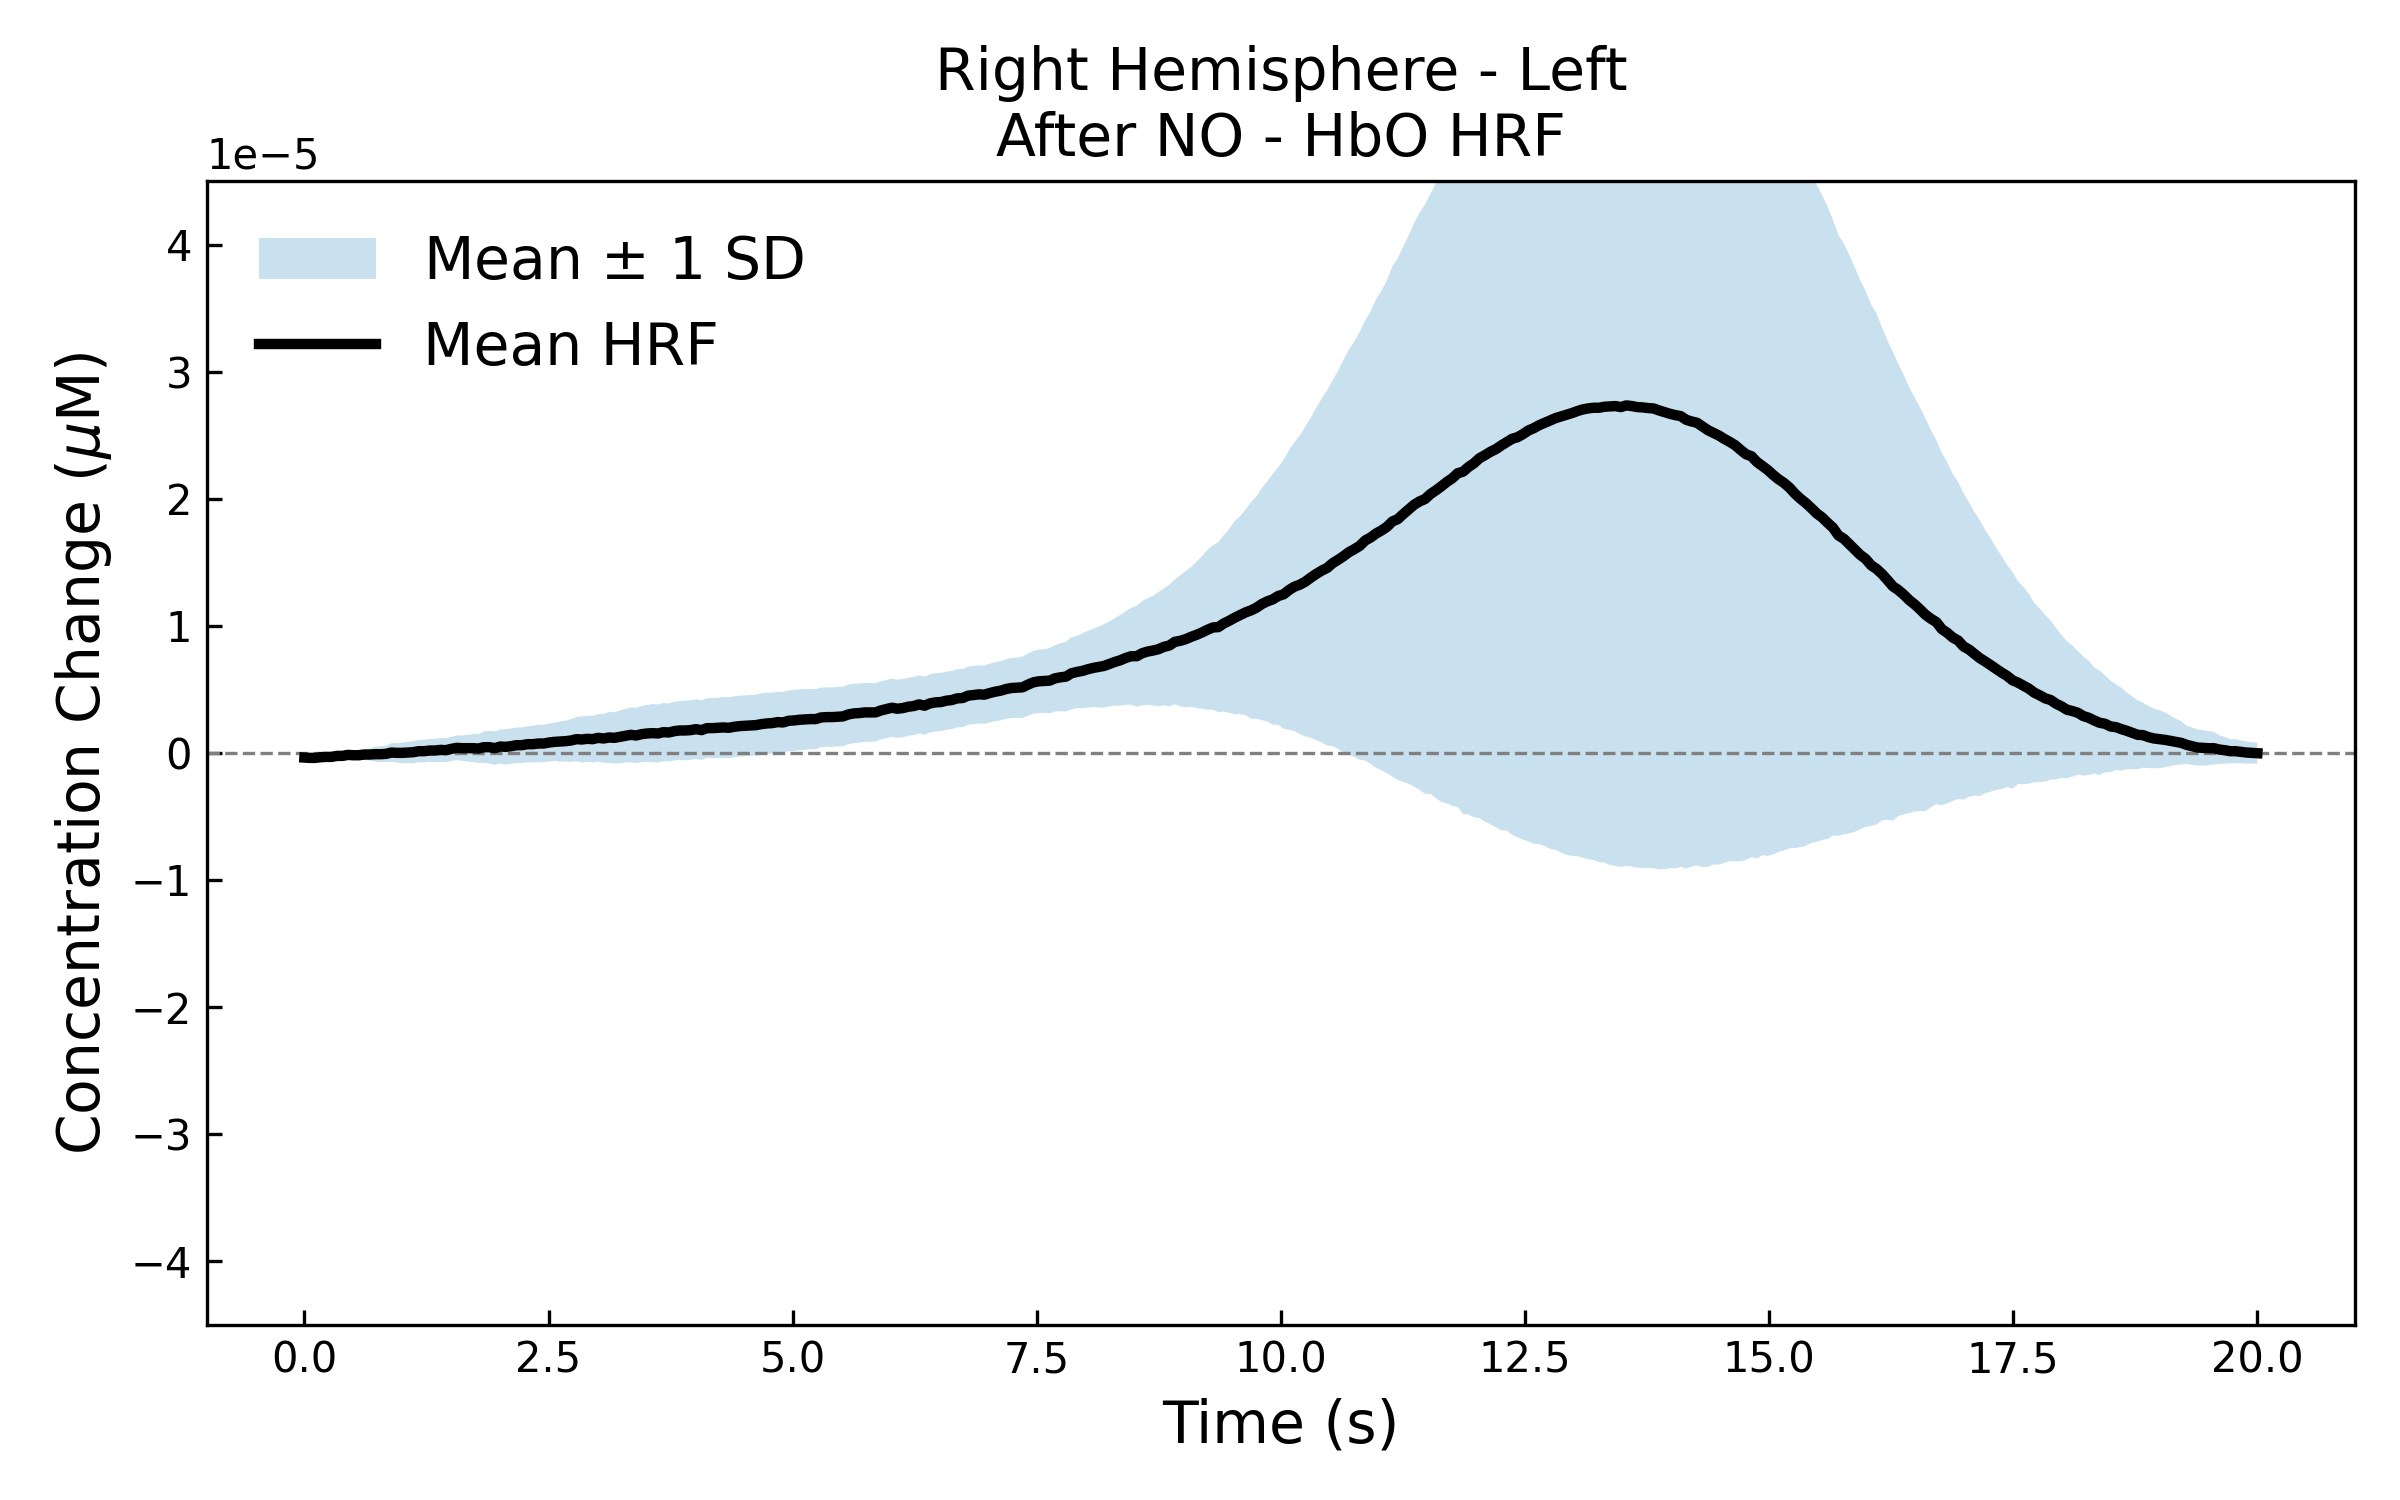 Right Hemisphere - Left
After NO - HbO HRF
1e−5
Mean ± 1 SD
Mean HRF
Concentration Change (μM)
4
3
2
1
0
−1
−2
−3
−4
0.0 2.5 5.0 7.5 10.0 12.5 15.0 17.5 20.0
Time (s)